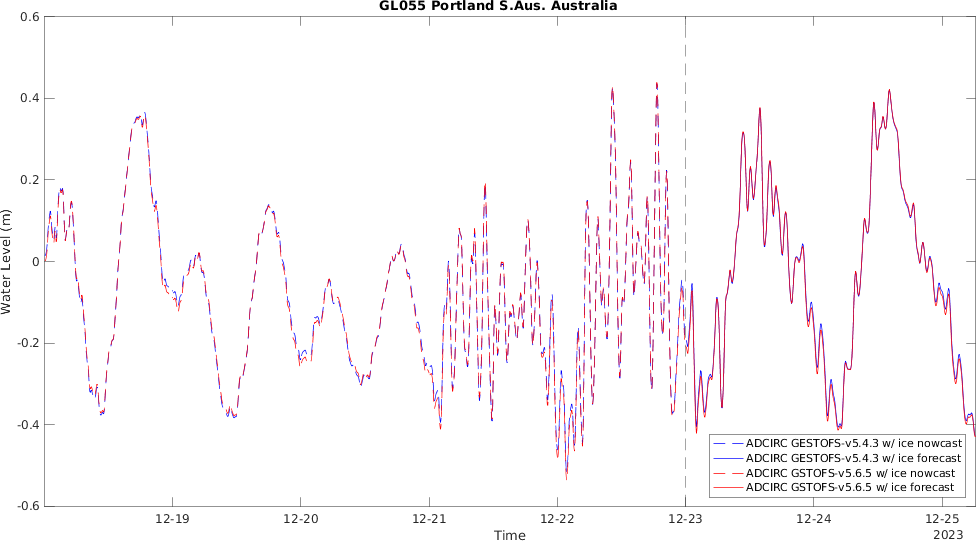 GL055 Portland S.Aus. Australia
0.6
0.4
0.2
0
-0.2
-0.4
-0.6
Water Level (m)
12-19
12-20
12-21
12-22
12-23
12-24
12-25
Time
2023
ADCIRC GESTOFS-v5.4.3 w/ ice nowcast
ADCIRC GESTOFS-v5.4.3 w/ ice forecast
ADCIRC GSTOFS-v5.6.5 w/ ice nowcast
ADCIRC GSTOFS-v5.6.5 w/ ice forecast